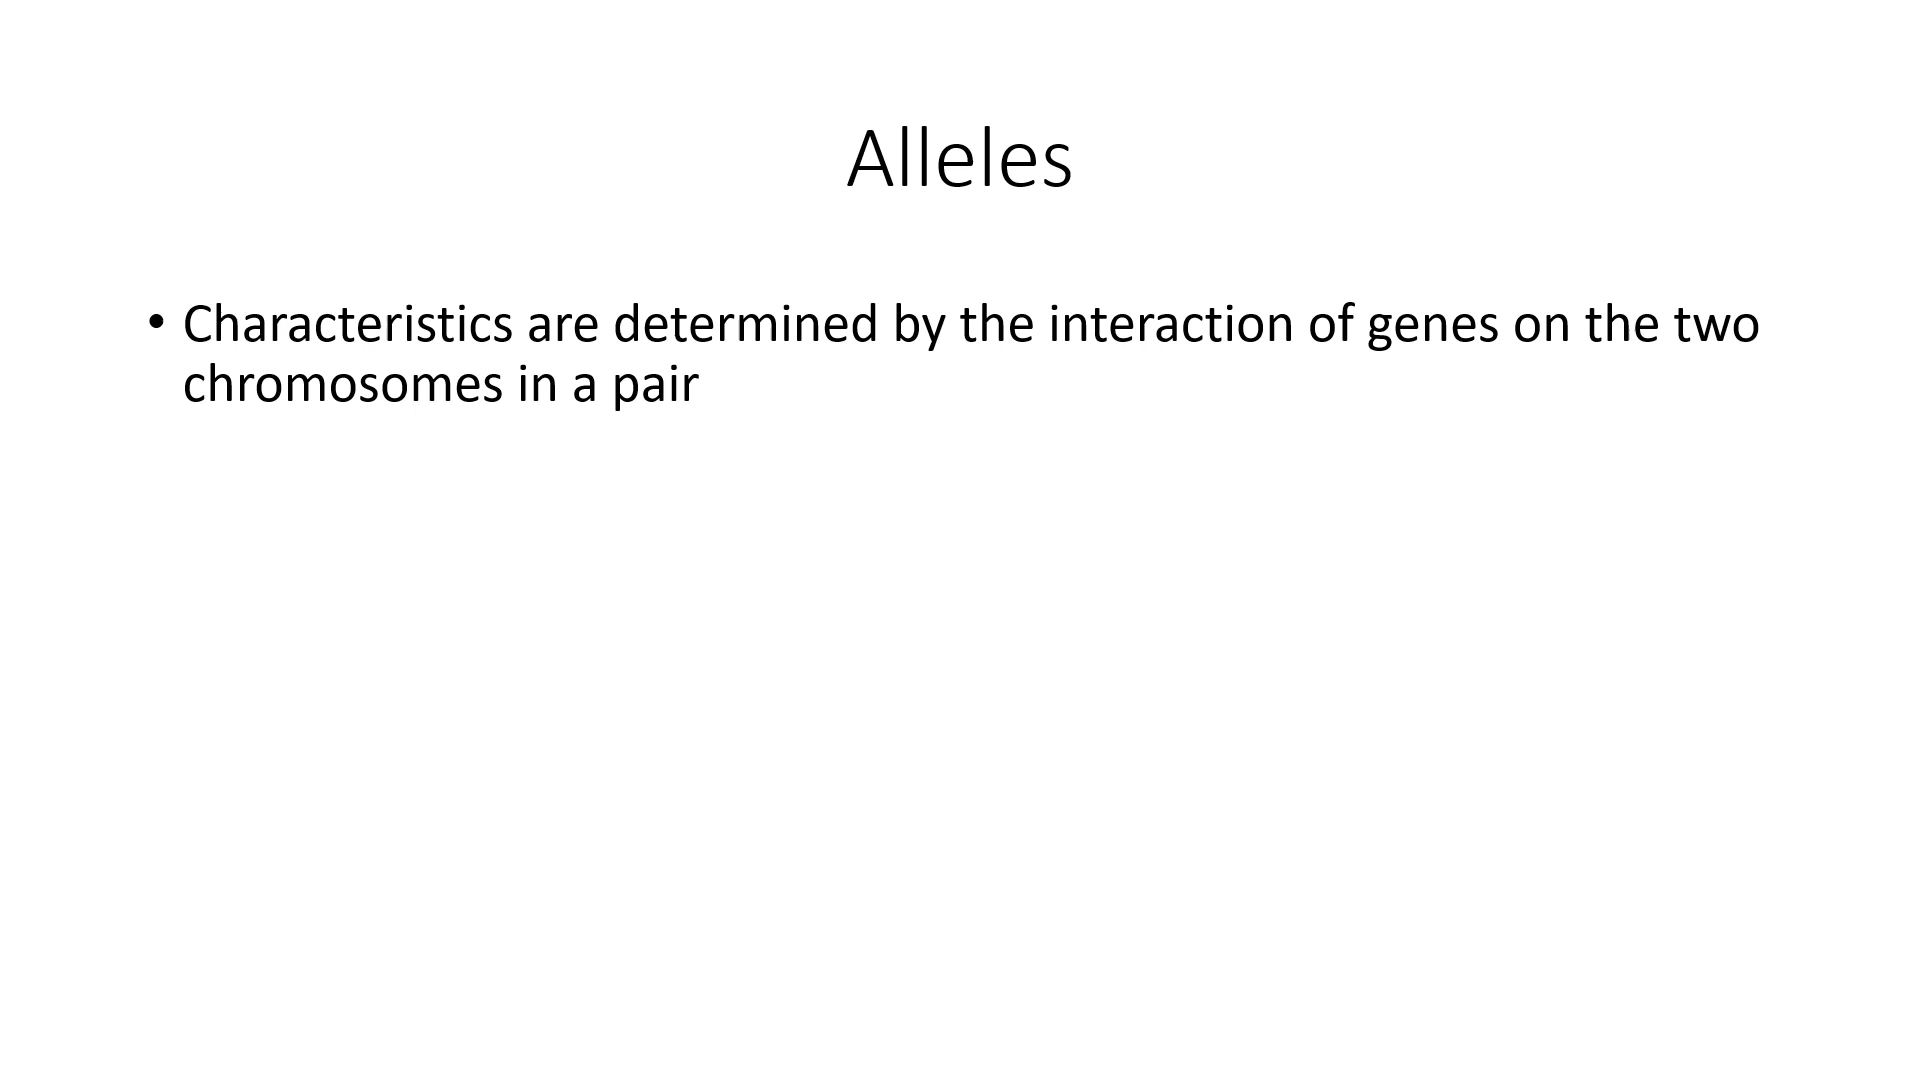 Alleles
• Characteristics are determined by the interaction of genes on the two
chromosomes in a pair